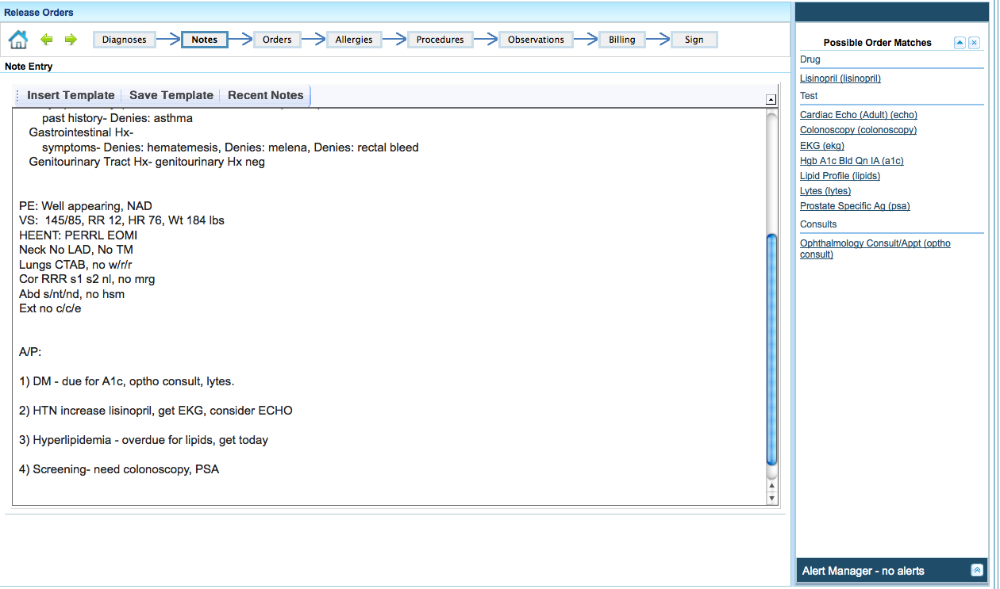 Release Orders
Diagnoses
Notes
Orders
Allergies
Procedures
Observations
Billing
Sign
Note Entry
Insert Template
Save Template
Recent Notes
past history- Denies: asthma
Gastrointestinal Hx-
symptoms- Denies: hematemesis, Denies: melena, Denies: rectal bleed
Genitourinary Tract Hx- genitourinary Hx neg
PE: Well appearing, NAD
VS: 145/85, RR 12, HR 76, Wt 184 lbs
HEENT: PERRL EOMI
Neck No LAD, No TM
Lungs CTAB, no w/r/r
Cor RRR s1 s2 nl, no mrg
Abd s/nt/nd, no hsm
Ext no c/c/e
A/P:
1) DM - due for A1c, optho consult, lytes.
2) HTN increase lisinopril, get EKG, consider ECHO
3) Hyperlipidemia - overdue for lipids, get today
4) Screening- need colonoscopy, PSA
Possible Order Matches
Drug
Lisinopril (lisinopril)
Test
Cardiac Echo (Adult) (echo)
Colonoscopy (colonoscopy)
EKG (ekg)
Hgb A1c Bld Qn IA (a1c)
Lipid Profile (lipids)
Lytes (lytes)
Prostate Specific Ag (psa)
Consults
Ophthalmology Consult/Appt (optho
consult)
Alert Manager - no alerts